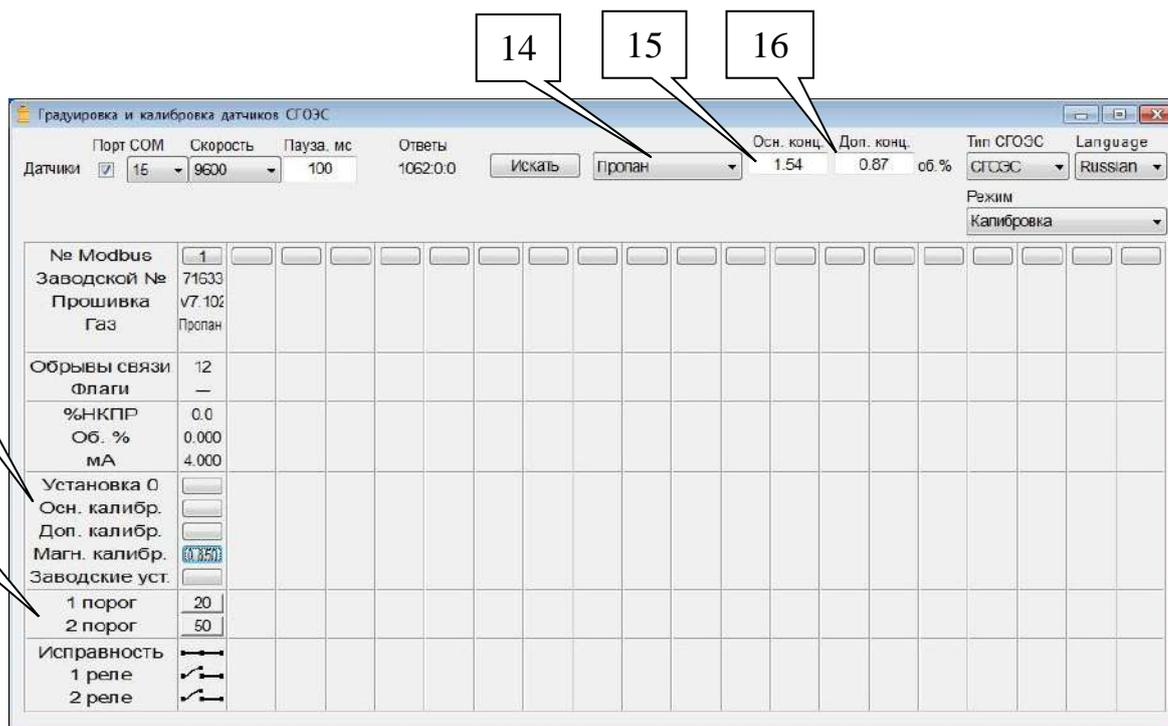 14 15 16
Градуировка и калибровка датчиков СГОЭС
Порт COM Скорость Пауза, мс Ответы Осн. конц. Доп. конц. Тип СГОЭС Language
Датчики 15 9600 100 1062:0:0 Искать Пропан 1.54 0.87 об.% СГОЭС Russian
Режим
Калибровка
№ Modbus 1
Заводской № 71633
Прошивка v7.102
Газ Пропан
Обрывы связи 12
Флаги —
%НКПР 0.0
Об. % 0.000
мА 4.000
Установка 0
Осн. калибр.
Доп. калибр.
Магн. калибр. 0.850
Заводские уст.
1 порог 20
2 порог 50
Исправность
1 реле
2 реле